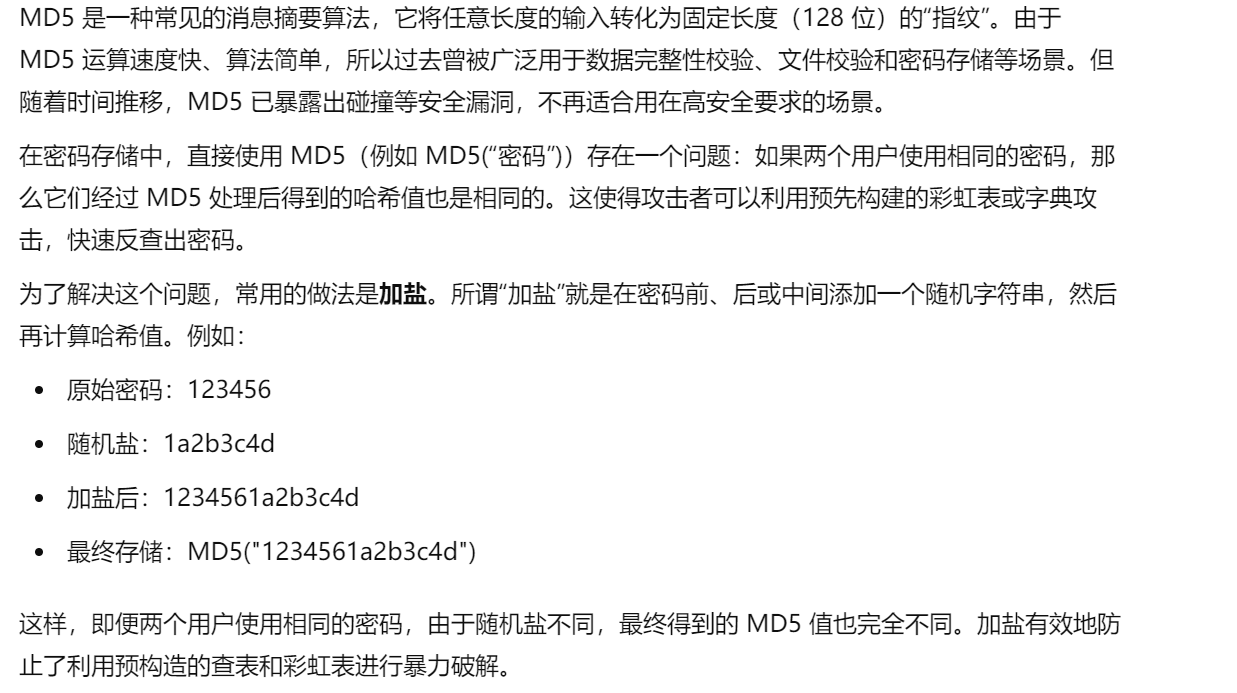 MD5 是一种常见的消息摘要算法，它将任意长度的输入转化为固定长度（128 位）的“指纹”。由于
MD5 运算速度快、算法简单，所以过去曾被广泛用于数据完整性校验、文件校验和密码存储等场景。但
随着时间推移，MD5 已暴露出碰撞等安全漏洞，不再适合用在高安全要求的场景。
在密码存储中，直接使用 MD5（例如 MD5(“密码”)）存在一个问题：如果两个用户使用相同的密码，那
么它们经过 MD5 处理后得到的哈希值也是相同的。这使得攻击者可以利用预先构建的彩虹表或字典攻
击，快速反查出密码。
为了解决这个问题，常用的做法是加盐。所谓“加盐”就是在密码前、后或中间添加一个随机字符串，然后
再计算哈希值。例如：
• 原始密码：123456
• 随机盐：1a2b3c4d
• 加盐后：1234561a2b3c4d
• 最终存储：MD5("1234561a2b3c4d")
这样，即便两个用户使用相同的密码，由于随机盐不同，最终得到的 MD5 值也完全不同。加盐有效地防
止了利用预构造的查表和彩虹表进行暴力破解。